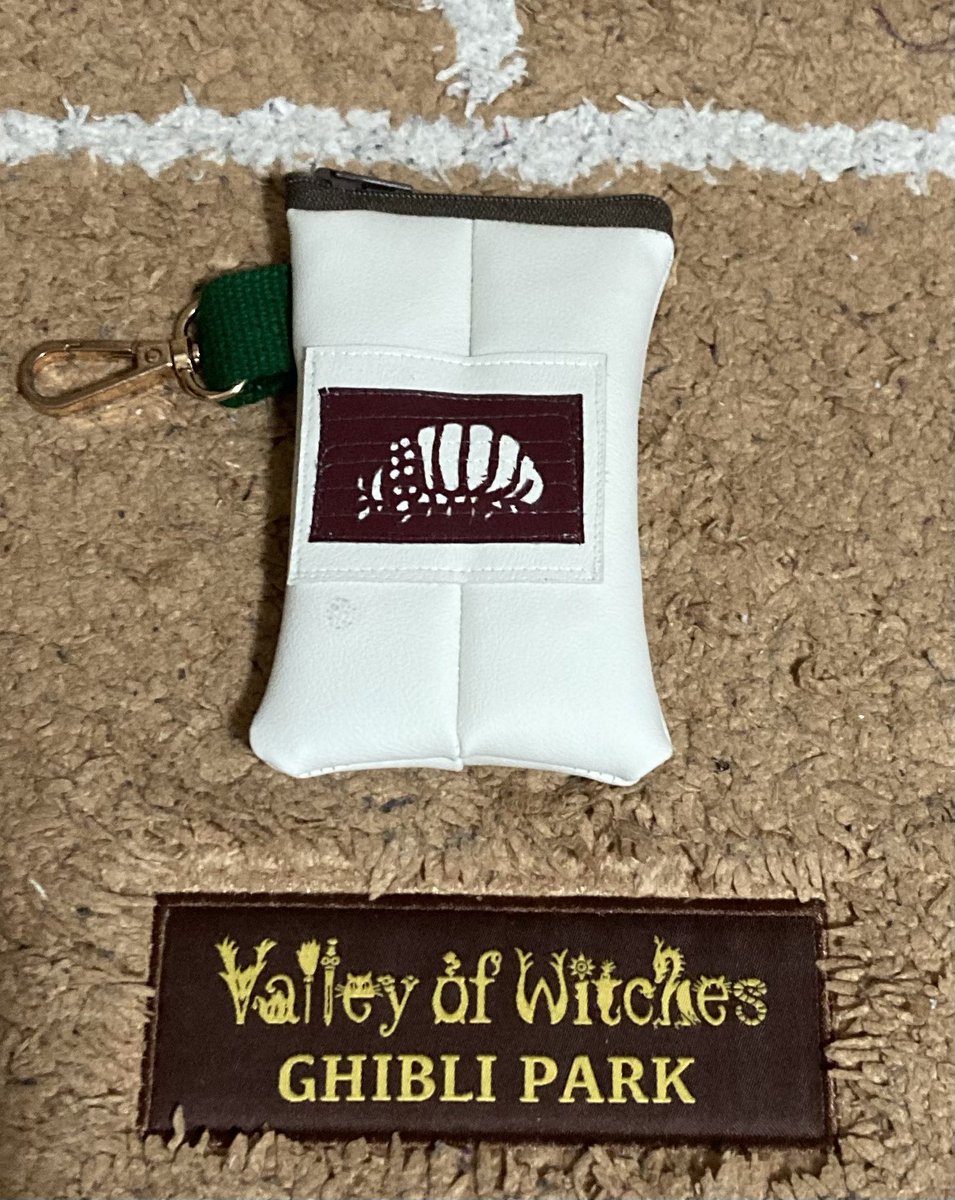 Valley of Witches
GHIBLI PARK